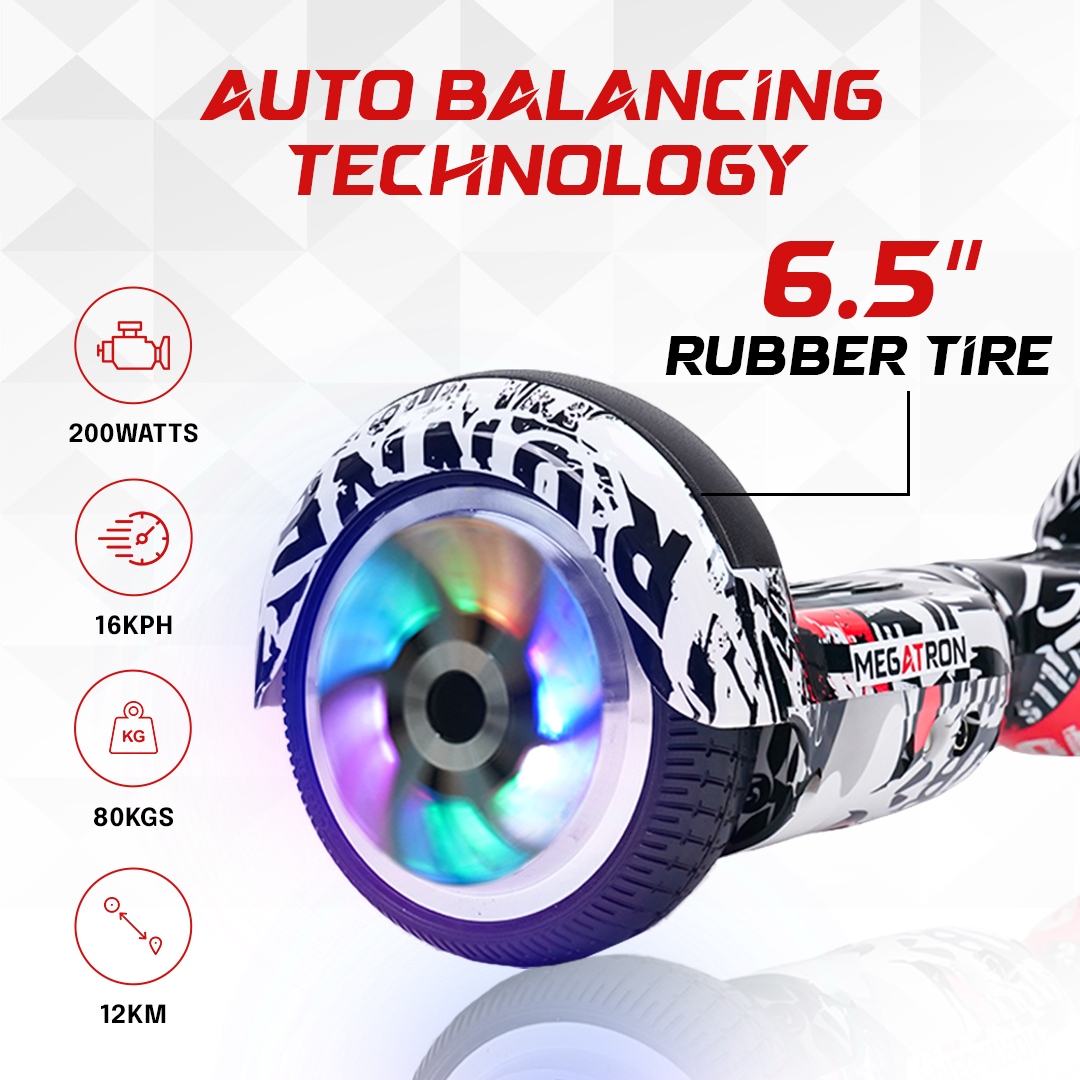 AUTO BALANCING
TECHNOLOGY
6.5"
RUBBER TIRE
200WATTS
16KPH
KG
80KGS
12KM
MEGATRON